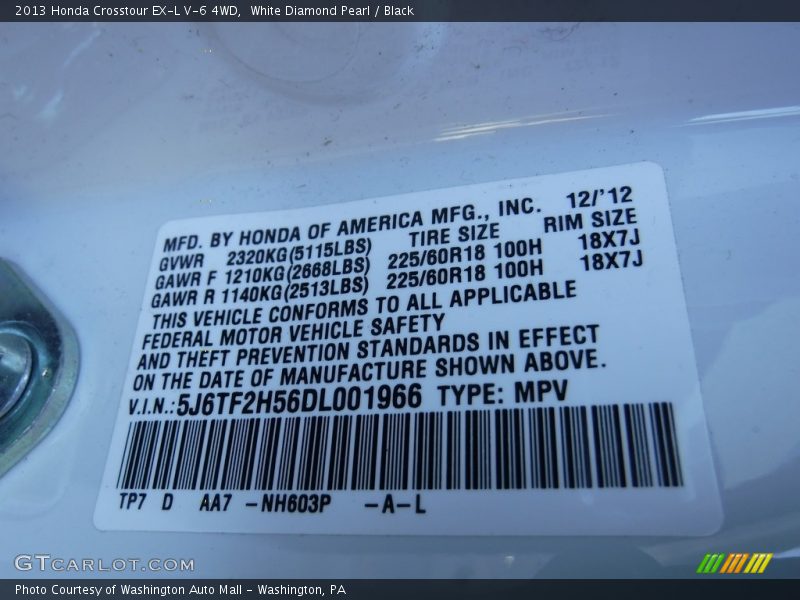 2013 Honda Crosstour EX-L V-6 4WD, White Diamond Pearl / Black
MFD. BY HONDA OF AMERICA MFG., INC. 12/'12
GVWR 2320KG(5115LBS) TIRE SIZE RIM SIZE
GAWR F 1210KG(2668LBS) 225/60R18 100H 18X7J
GAWR R 1140KG(2513LBS) 225/60R18 100H 18X7J
THIS VEHICLE CONFORMS TO ALL APPLICABLE
FEDERAL MOTOR VEHICLE SAFETY
AND THEFT PREVENTION STANDARDS IN EFFECT
ON THE DATE OF MANUFACTURE SHOWN ABOVE.
V.I.N.:5J6TF2H56DL001966 TYPE: MPV
TP7 D AA7 -NH603P -A-L
GTCARLOT.COM
Photo Courtesy of Washington Auto Mall - Washington, PA